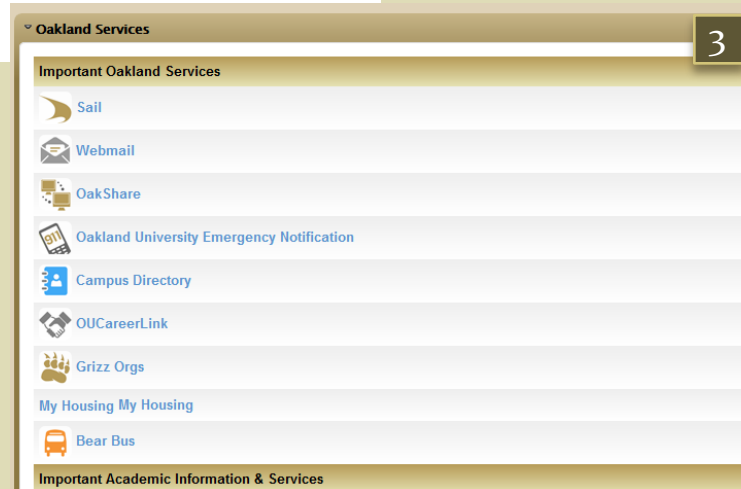 Oakland Services
3
Important Oakland Services
Sail
Webmail
OakShare
911
Oakland University Emergency Notification
Campus Directory
OUCareerLink
Grizz Orgs
My Housing My Housing
Bear Bus
Important Academic Information & Services